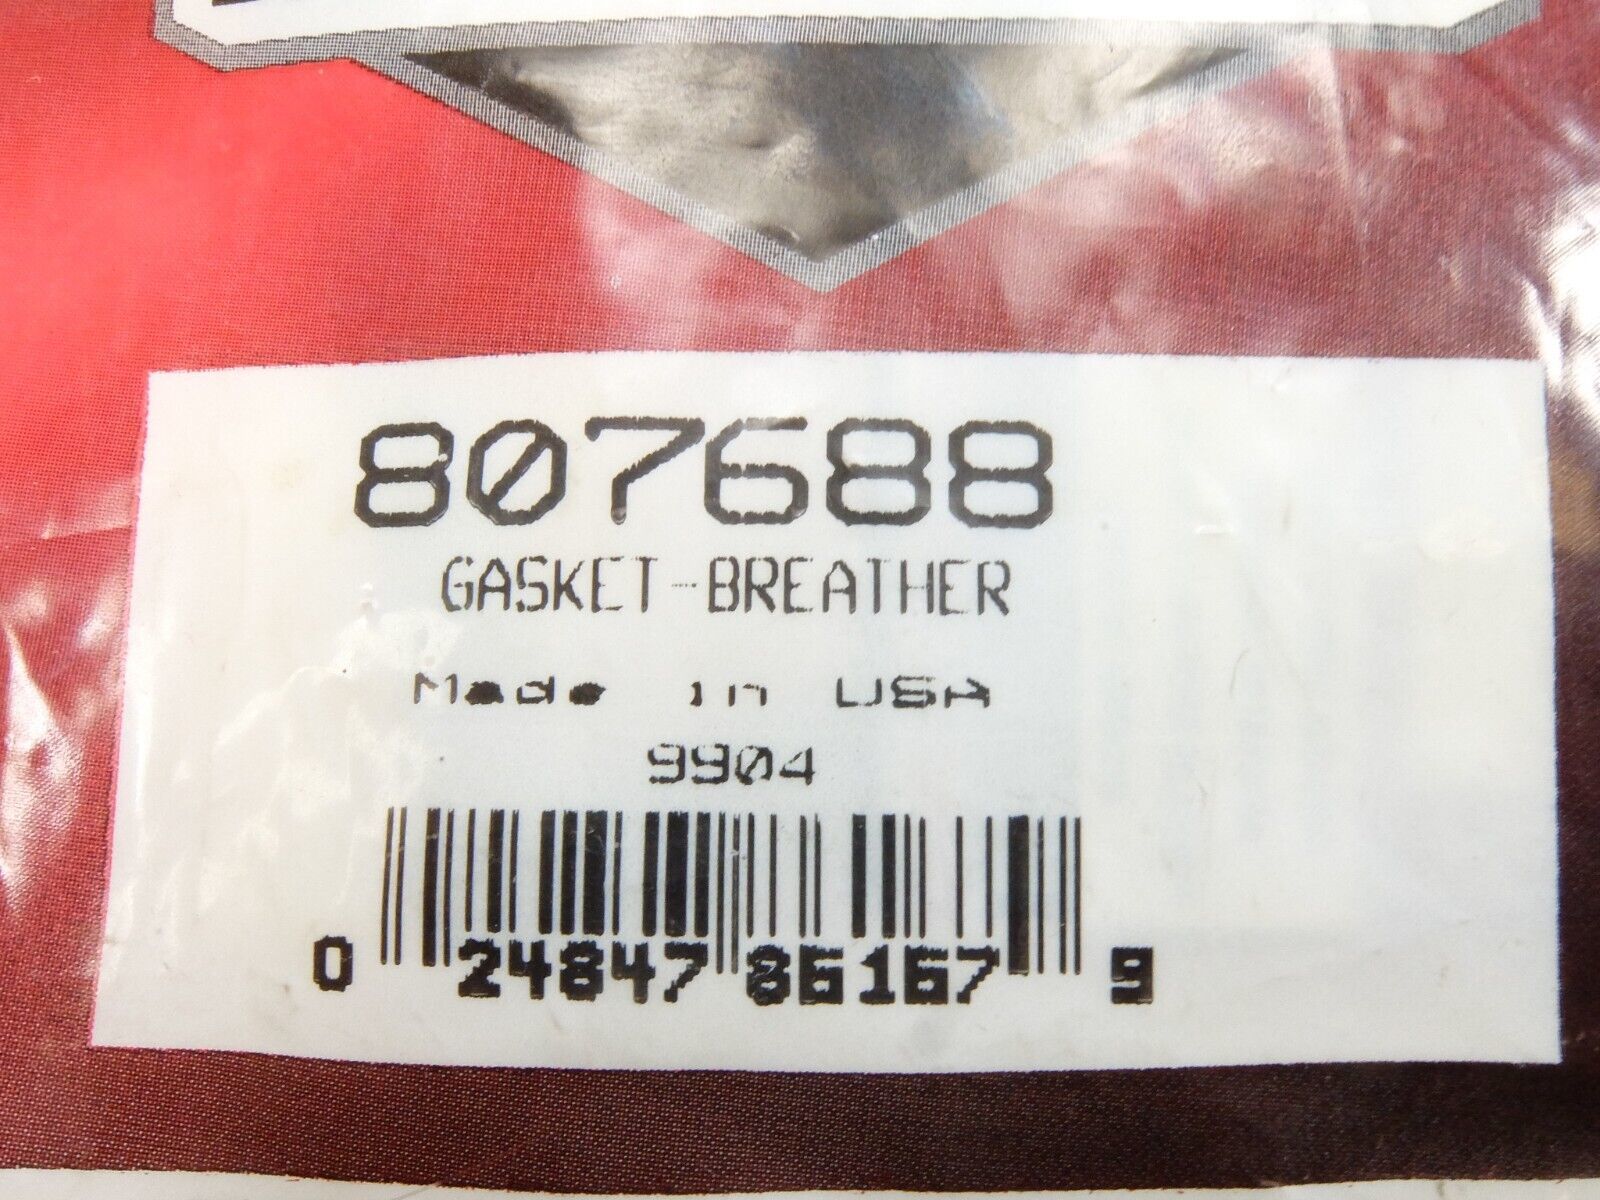 807688
GASKET-BREATHER
Made in USA
9904
0 24847 86167 9